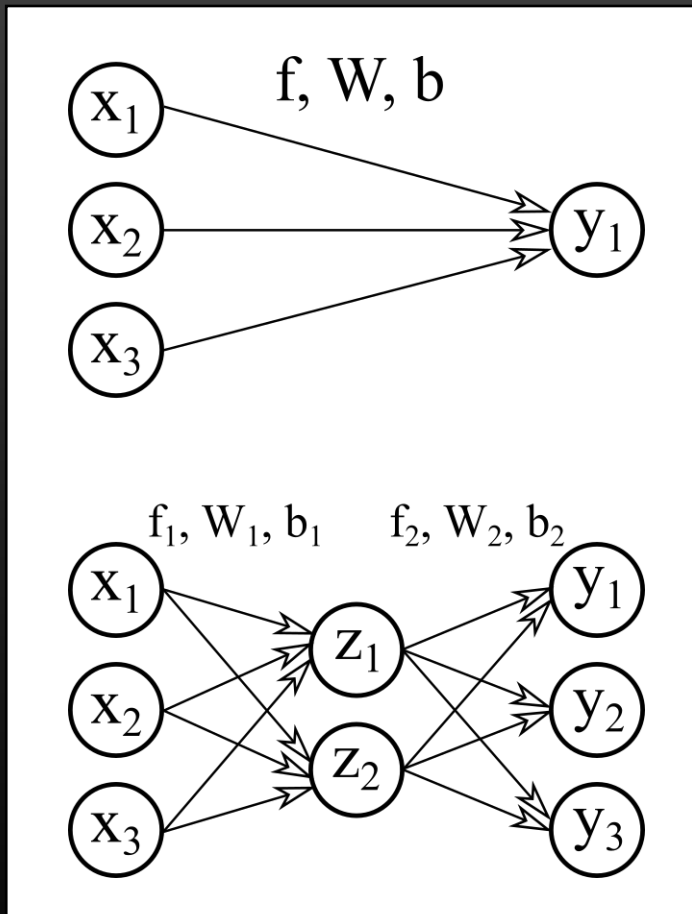 f, W, b
x₁
x₂ y₁
x₃
f₁, W₁, b₁ f₂, W₂, b₂
x₁ y₁
z₁
x₂ y₂
z₂
x₃ y₃